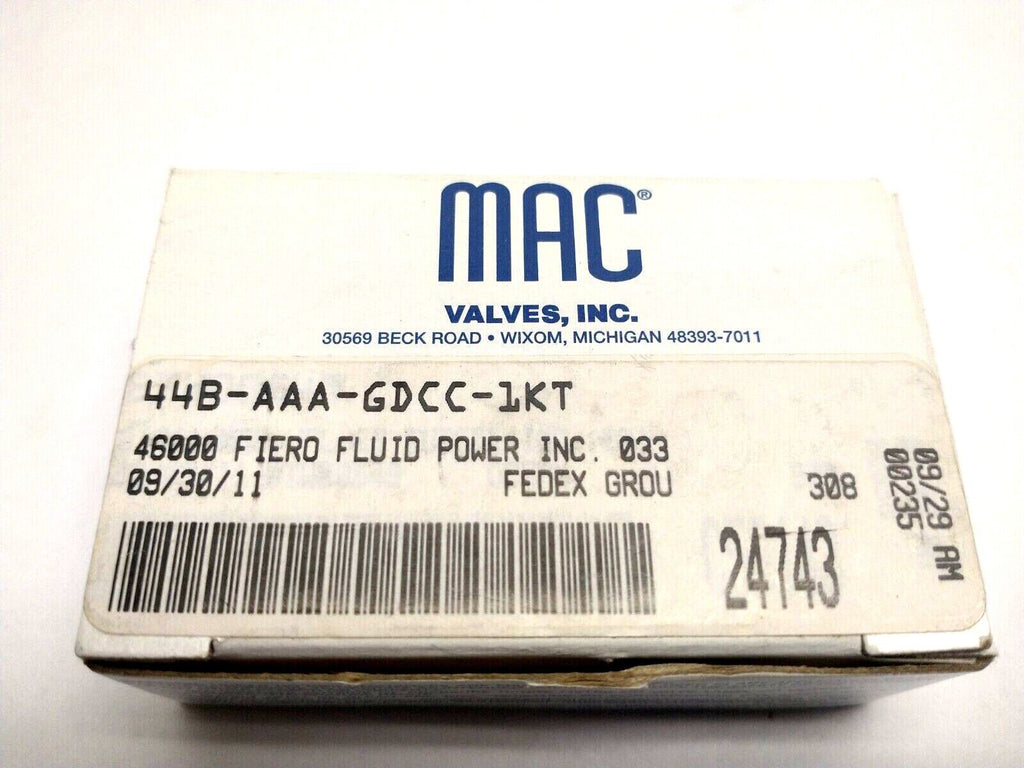 MAC®
VALVES, INC.
30569 BECK ROAD • WIXOM, MICHIGAN 48393-7011
44B-AAA-GDCC-1KT
46000 FIERO FLUID POWER INC. 033
09/30/11 FEDEX GROU 308
24743
09/29 AM
00235